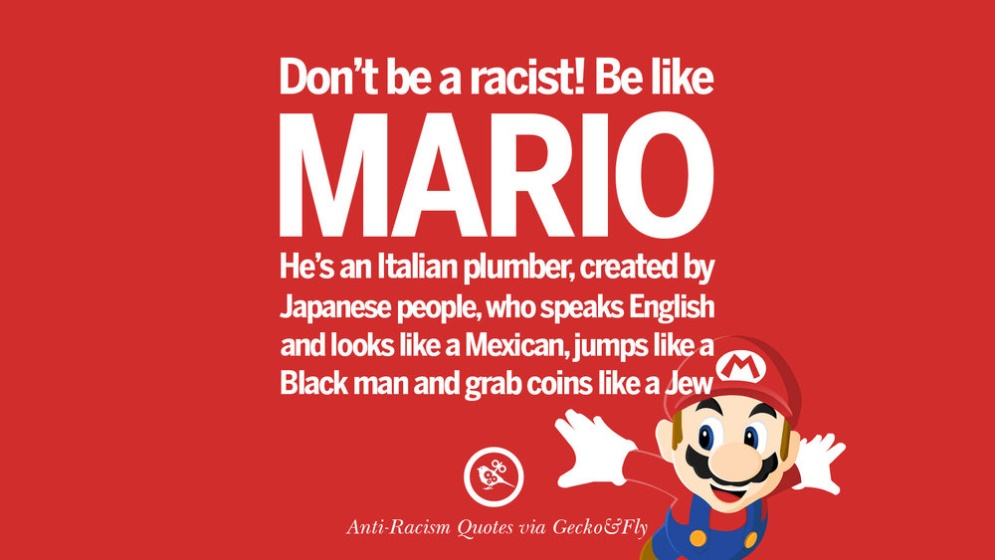 Don't be a racist! Be like
MARIO
He's an Italian plumber, created by
Japanese people, who speaks English
and looks like a Mexican, jumps like a
Black man and grab coins like a Jew
M
Anti-Racism Quotes via Gecko&Fly